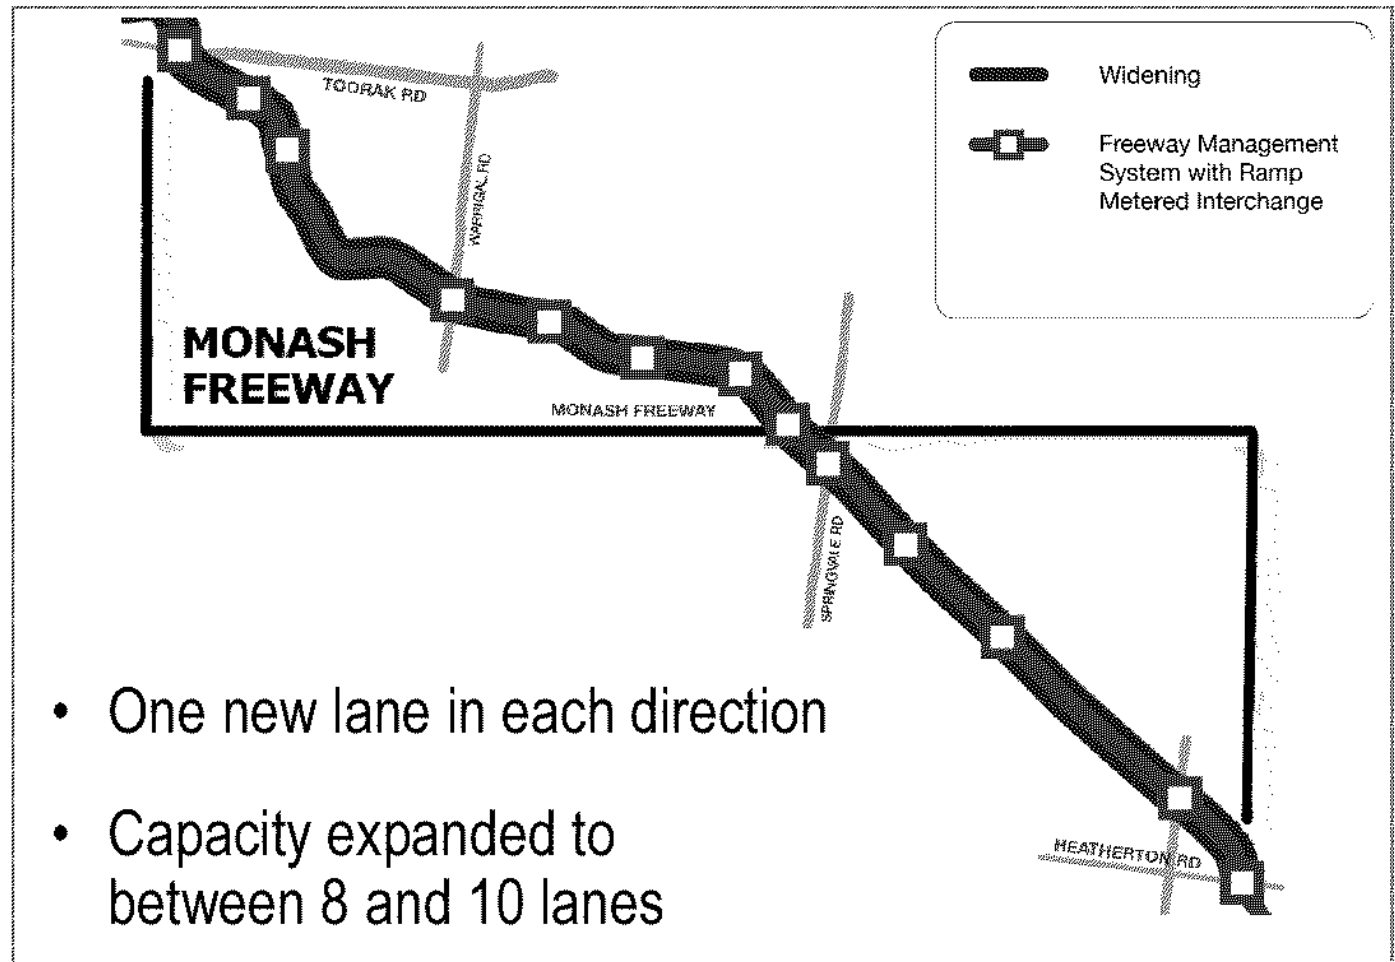 TOORAK RD
WARRIGAL RD
Widening
Freeway Management
System with Ramp
Metered Interchange
MONASH
FREEWAY
MONASH FREEWAY
SPRINGVALE RD
• One new lane in each direction
• Capacity expanded to
between 8 and 10 lanes
HEATHERTON RD